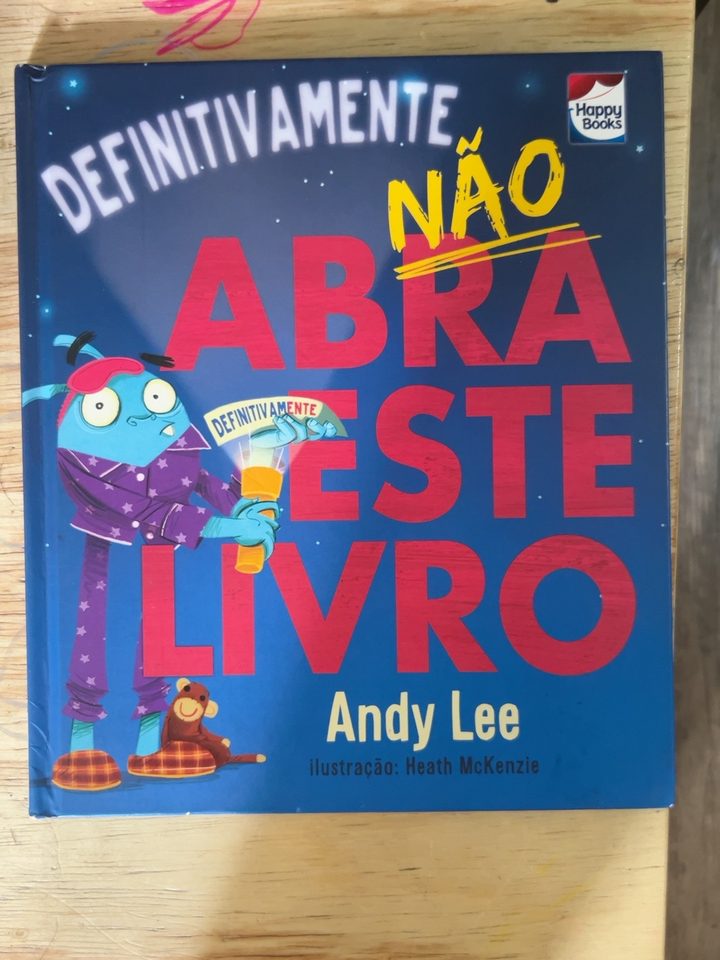 DEFINITIVAMENTE
Happy
Books
NÃO
ABRA
DEFINITIVAMENTE
ESTE
LIVRO
Andy Lee
ilustração: Heath McKenzie